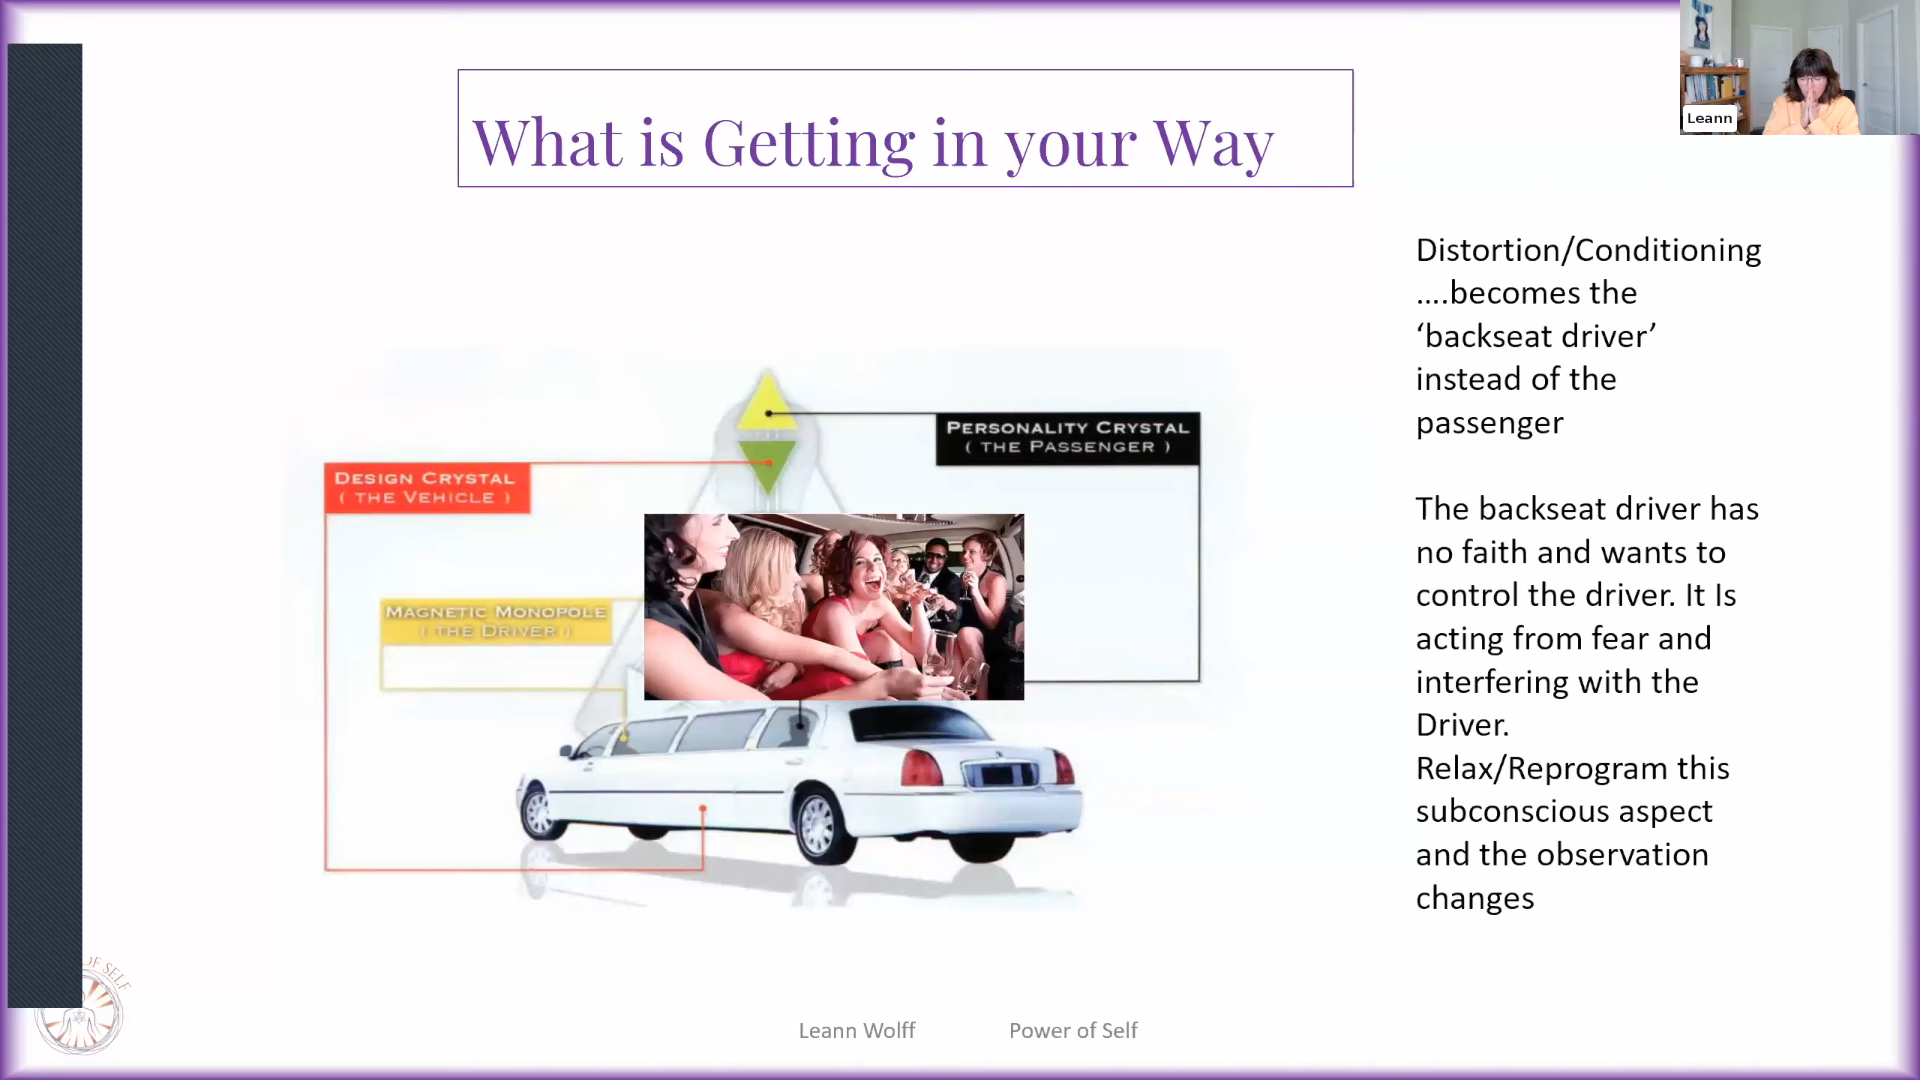 What is Getting in your Way
Leann
Distortion/Conditioning
....becomes the
‘backseat driver’
instead of the
passenger
PERSONALITY CRYSTAL
( THE PASSENGER )
DESIGN CRYSTAL
( THE VEHICLE )
MAGNETIC MONOPOLE
( THE DRIVER )
The backseat driver has
no faith and wants to
control the driver. It Is
acting from fear and
interfering with the
Driver.
Relax/Reprogram this
subconscious aspect
and the observation
changes
OF SELF
Leann Wolff Power of Self